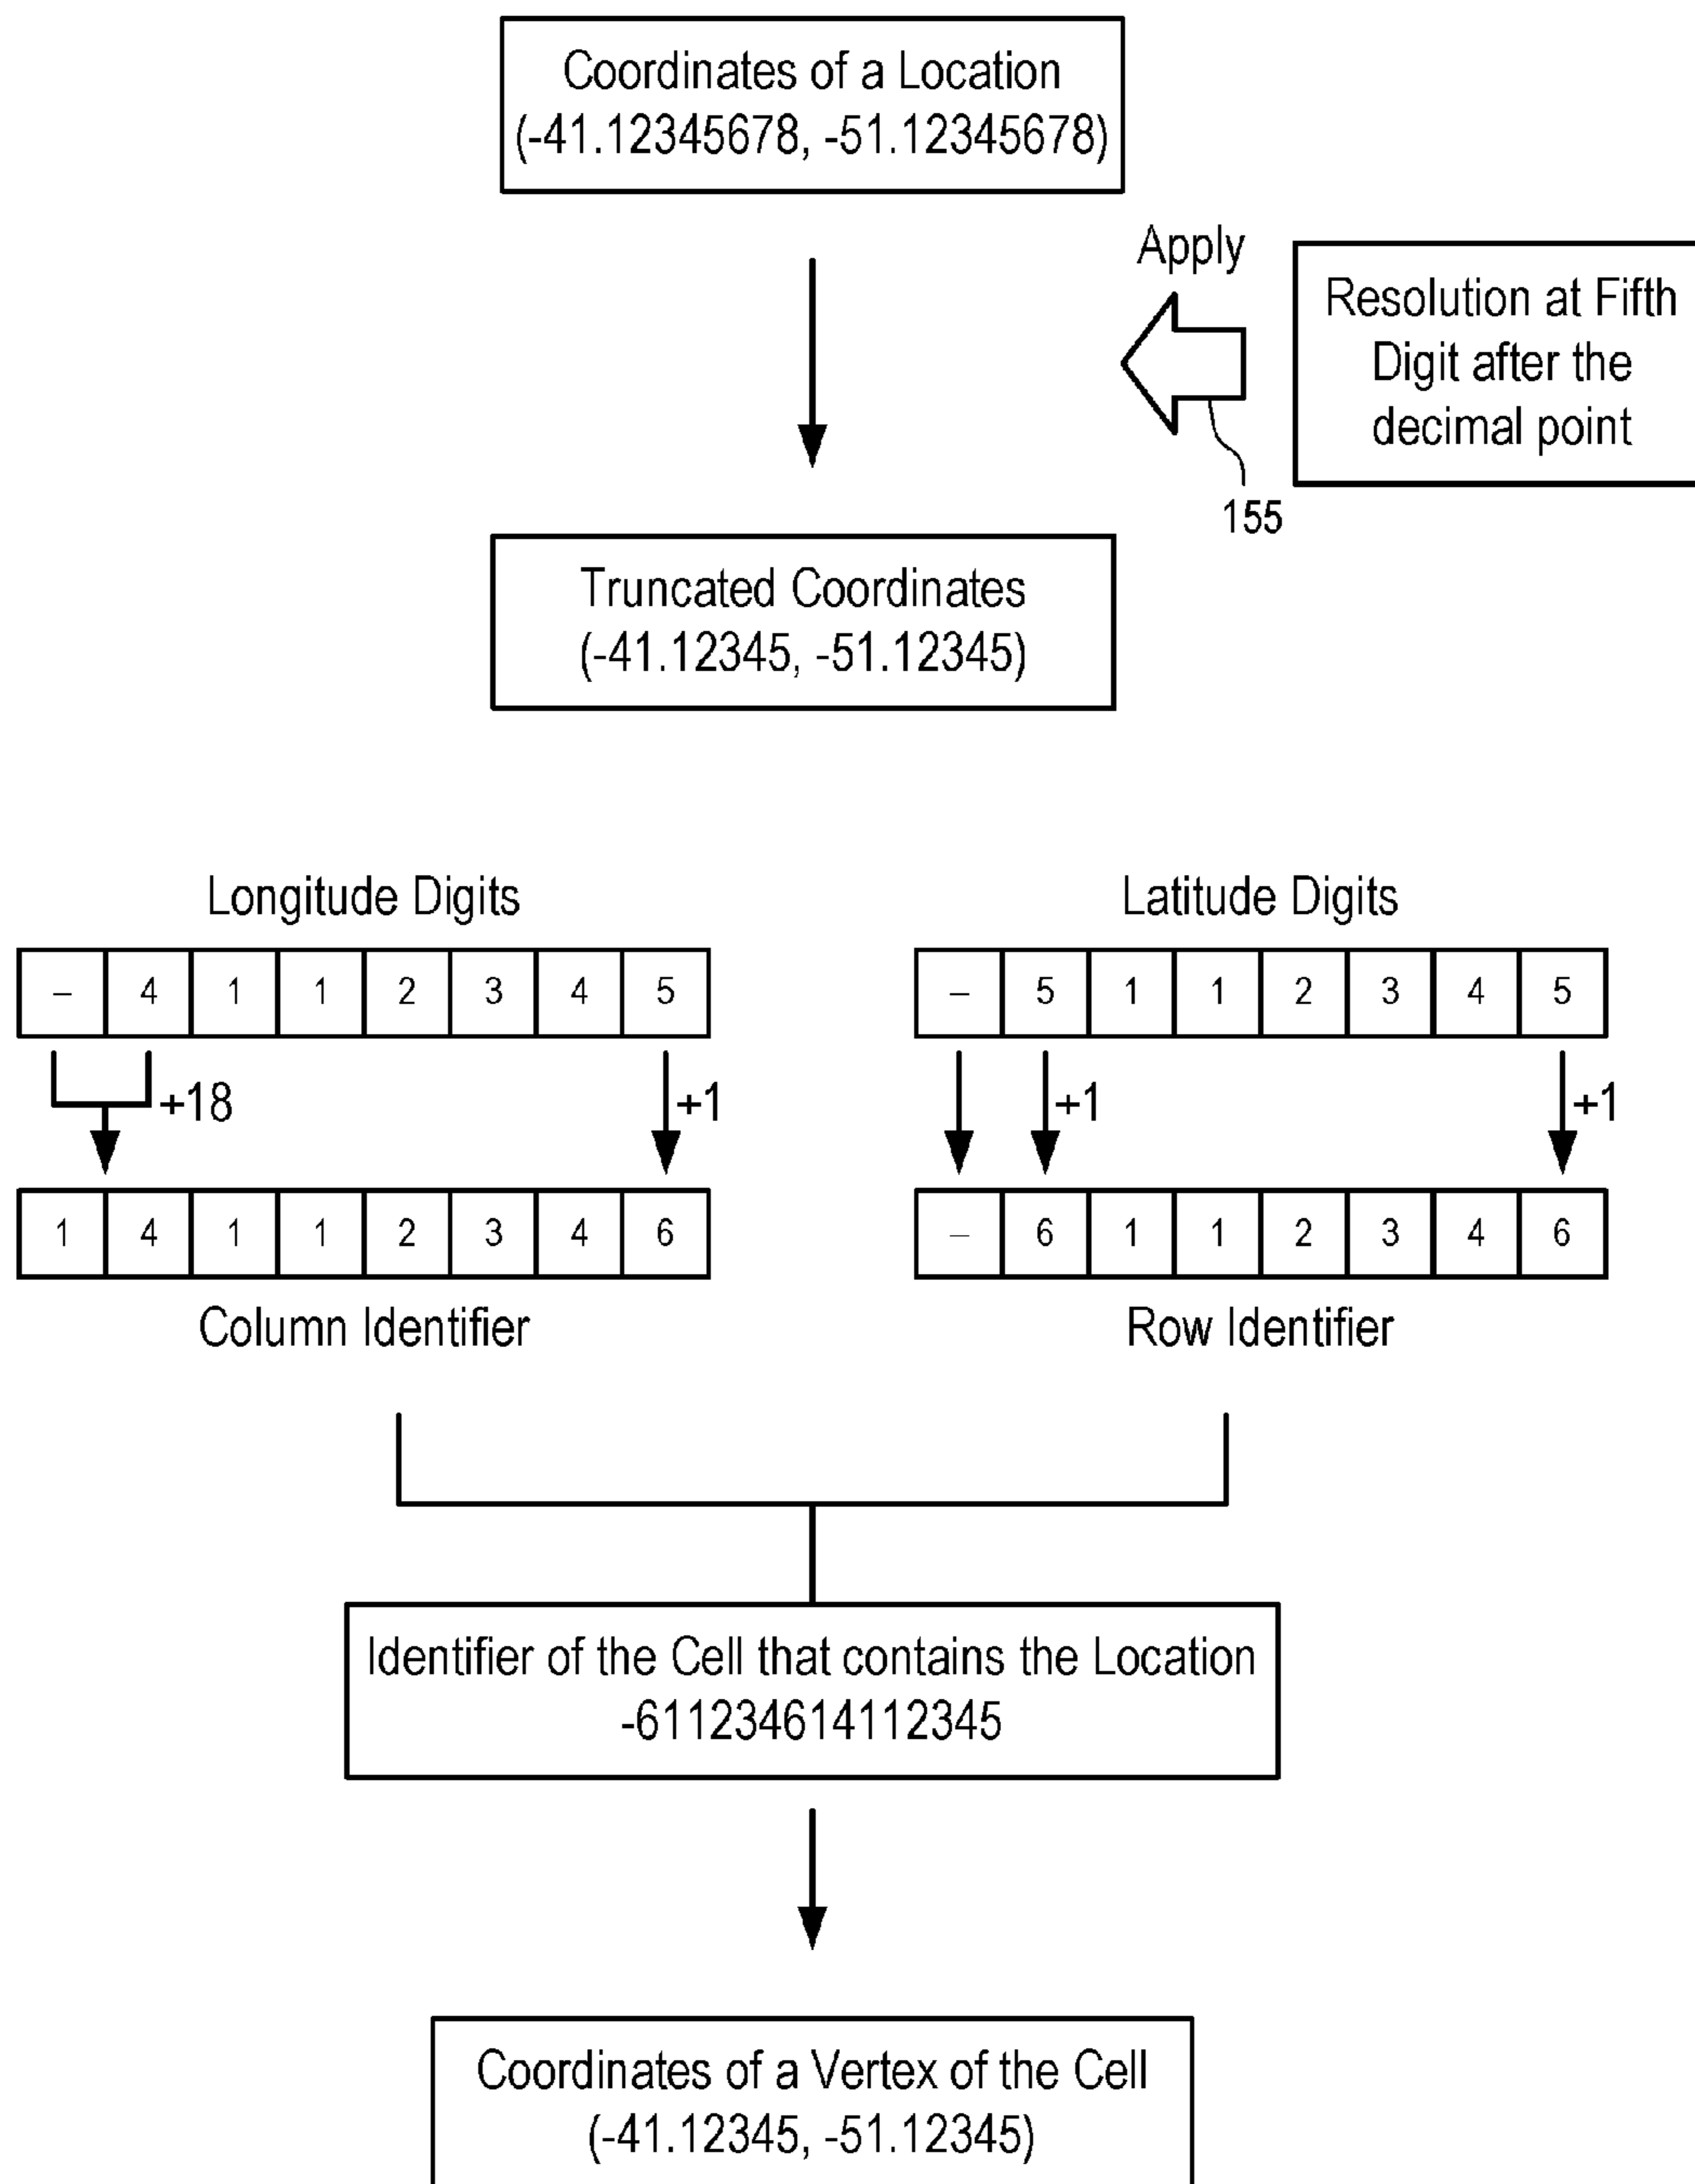 Coordinates of a Location
(-41.12345678, -51.12345678)
Apply
Resolution at Fifth
Digit after the
decimal point
155
Truncated Coordinates
(-41.12345, -51.12345)
Longitude Digits
– 4 1 1 2 3 4 5
+18
+1
1 4 1 1 2 3 4 6
Column Identifier
Latitude Digits
– 5 1 1 2 3 4 5
+1
+1
– 6 1 1 2 3 4 6
Row Identifier
Identifier of the Cell that contains the Location
-611234614112345
Coordinates of a Vertex of the Cell
(-41.12345, -51.12345)